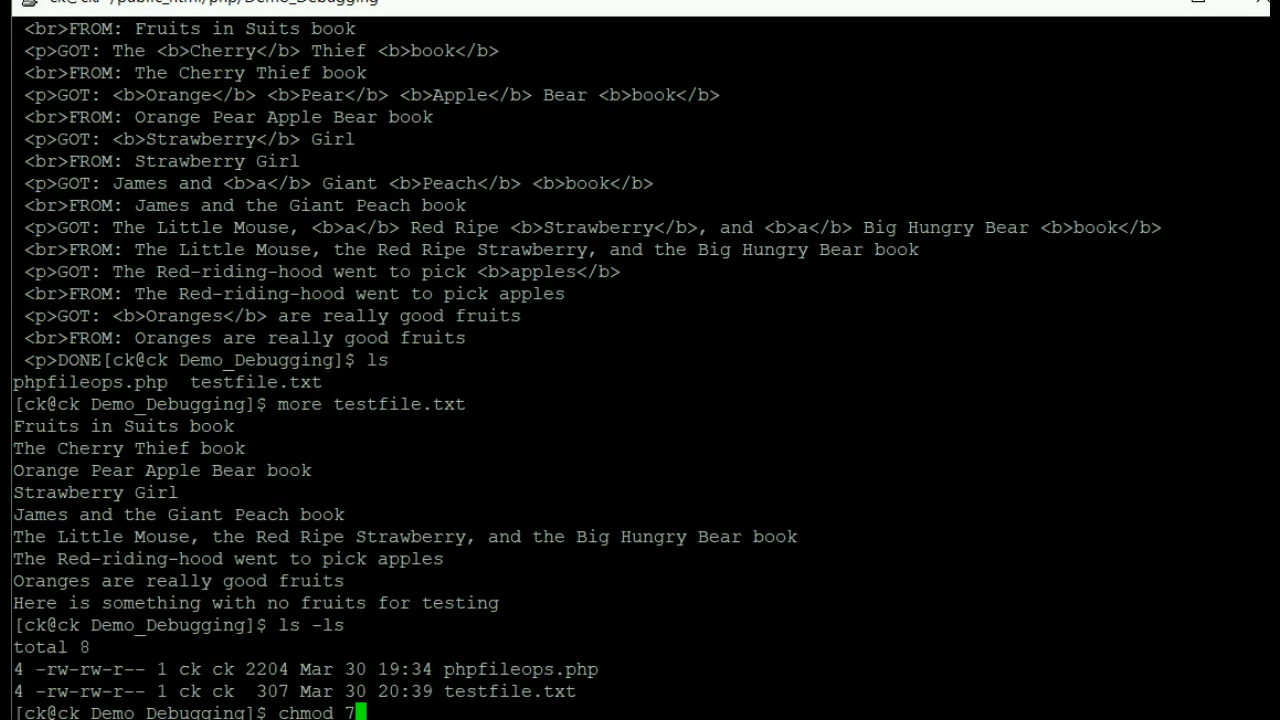 ck@ck:~/public_html/php/Demo_Debugging
<br>FROM: Fruits in Suits book
<p>GOT: The <b>Cherry</b> Thief <b>book</b>
<br>FROM: The Cherry Thief book
<p>GOT: <b>Orange</b> <b>Pear</b> <b>Apple</b> Bear <b>book</b>
<br>FROM: Orange Pear Apple Bear book
<p>GOT: <b>Strawberry</b> Girl
<br>FROM: Strawberry Girl
<p>GOT: James and <b>a</b> Giant <b>Peach</b> <b>book</b>
<br>FROM: James and the Giant Peach book
<p>GOT: The Little Mouse, <b>a</b> Red Ripe <b>Strawberry</b>, and <b>a</b> Big Hungry Bear <b>book</b>
<br>FROM: The Little Mouse, the Red Ripe Strawberry, and the Big Hungry Bear book
<p>GOT: The Red-riding-hood went to pick <b>apples</b>
<br>FROM: The Red-riding-hood went to pick apples
<p>GOT: <b>Oranges</b> are really good fruits
<br>FROM: Oranges are really good fruits
<p>DONE[ck@ck Demo_Debugging]$ ls
phpfileops.php  testfile.txt
[ck@ck Demo_Debugging]$ more testfile.txt
Fruits in Suits book
The Cherry Thief book
Orange Pear Apple Bear book
Strawberry Girl
James and the Giant Peach book
The Little Mouse, the Red Ripe Strawberry, and the Big Hungry Bear book
The Red-riding-hood went to pick apples
Oranges are really good fruits
Here is something with no fruits for testing
[ck@ck Demo_Debugging]$ ls -ls
total 8
4 -rw-rw-r-- 1 ck ck 2204 Mar 30 19:34 phpfileops.php
4 -rw-rw-r-- 1 ck ck  307 Mar 30 20:39 testfile.txt
[ck@ck Demo_Debugging]$ chmod 7